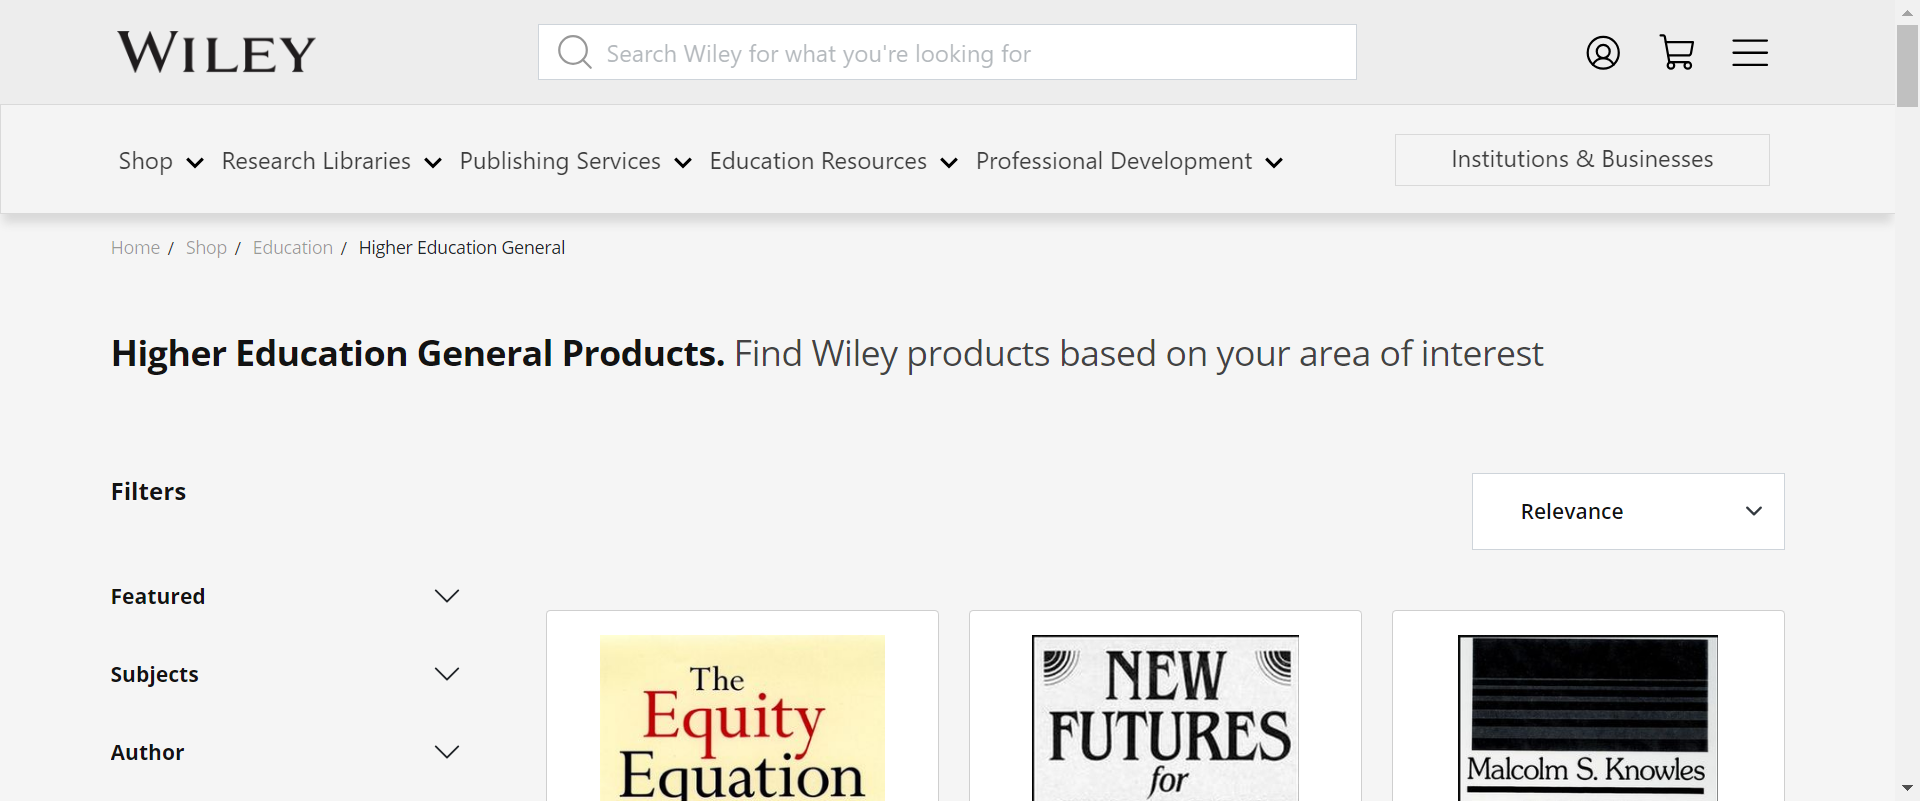 WILEY
Search Wiley for what you're looking for
Shop Research Libraries Publishing Services Education Resources Professional Development Institutions & Businesses
Home / Shop / Education / Higher Education General
Higher Education General Products. Find Wiley products based on your area of interest
Filters
Relevance
Featured
Subjects
Author
The
Equity
Equation
NEW
FUTURES
for
Malcolm S. Knowles